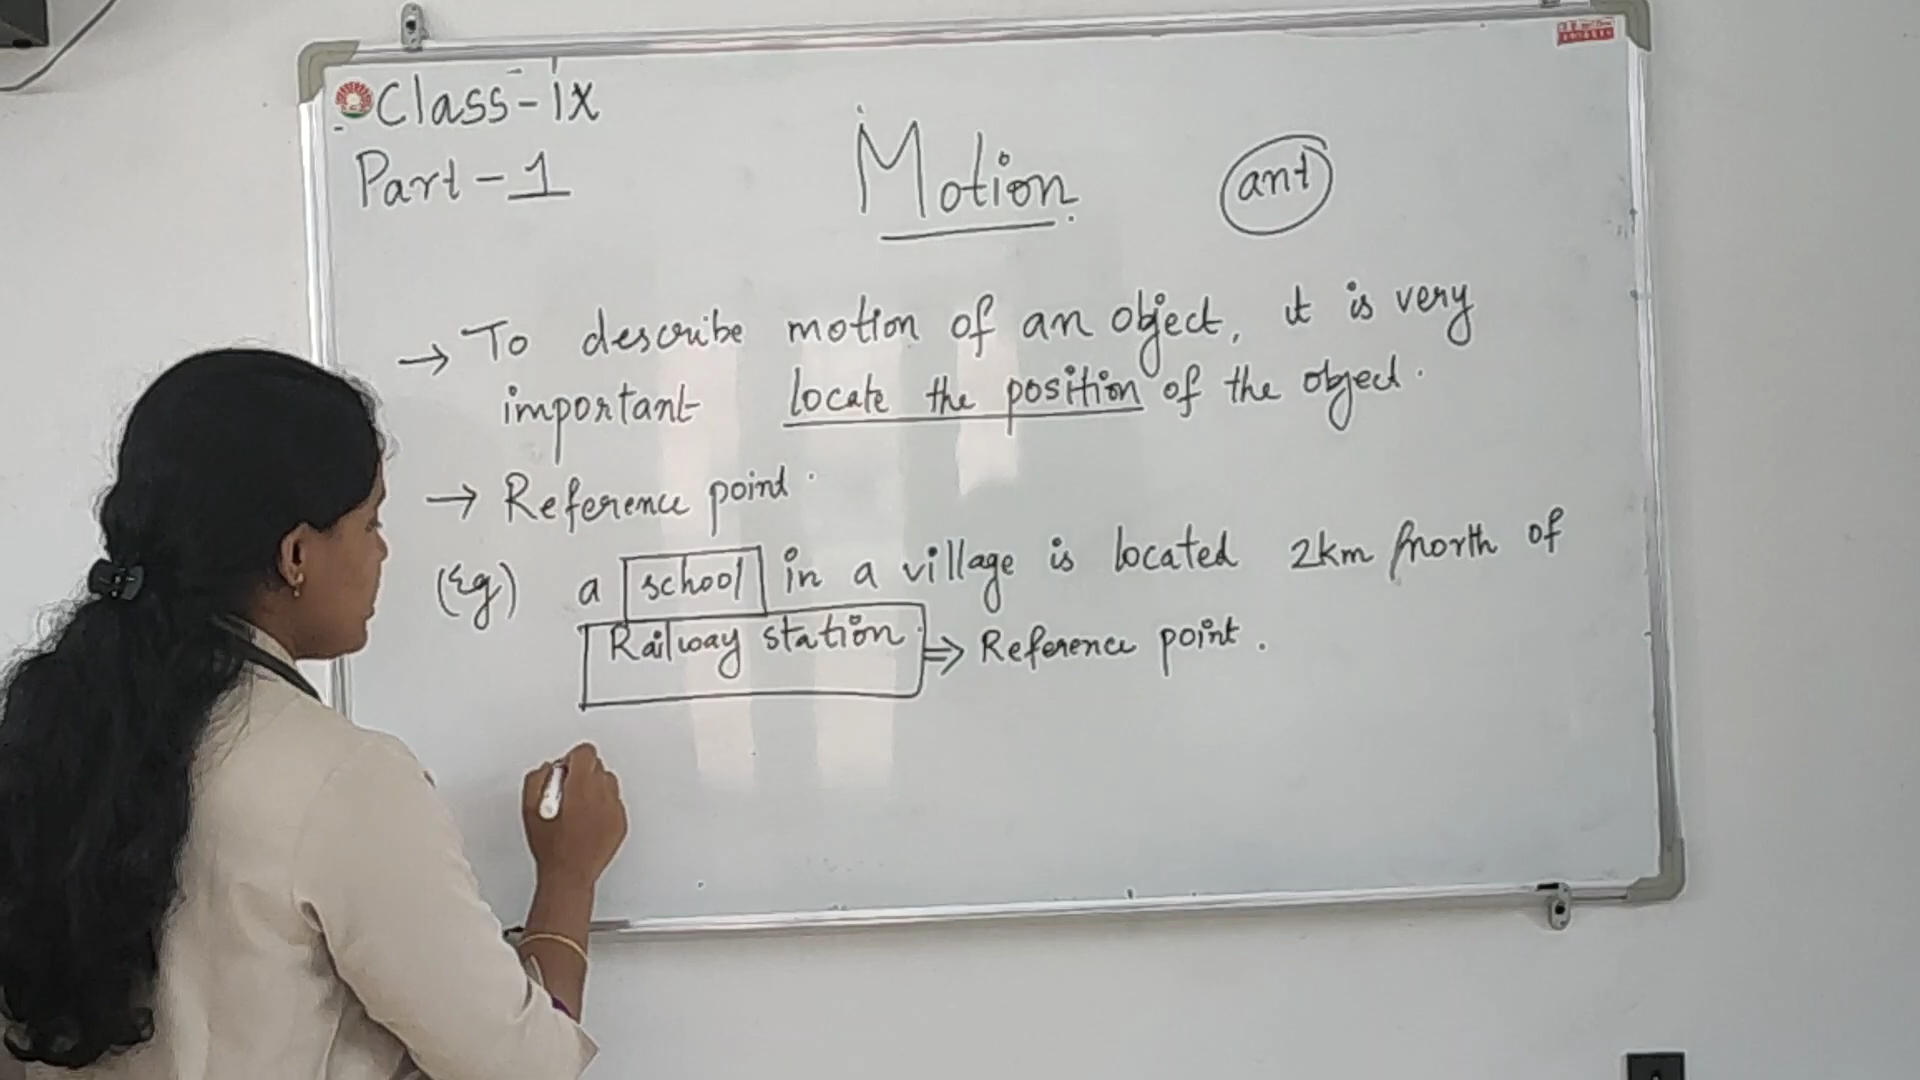 Class-ix
Part-1
Motion.
ant
→ To describe motion of an object, it is very
important locate the position of the object.
→ Reference point.
(Eg) a school in a village is located 2km north of
Railway station. ⇒ Reference point.